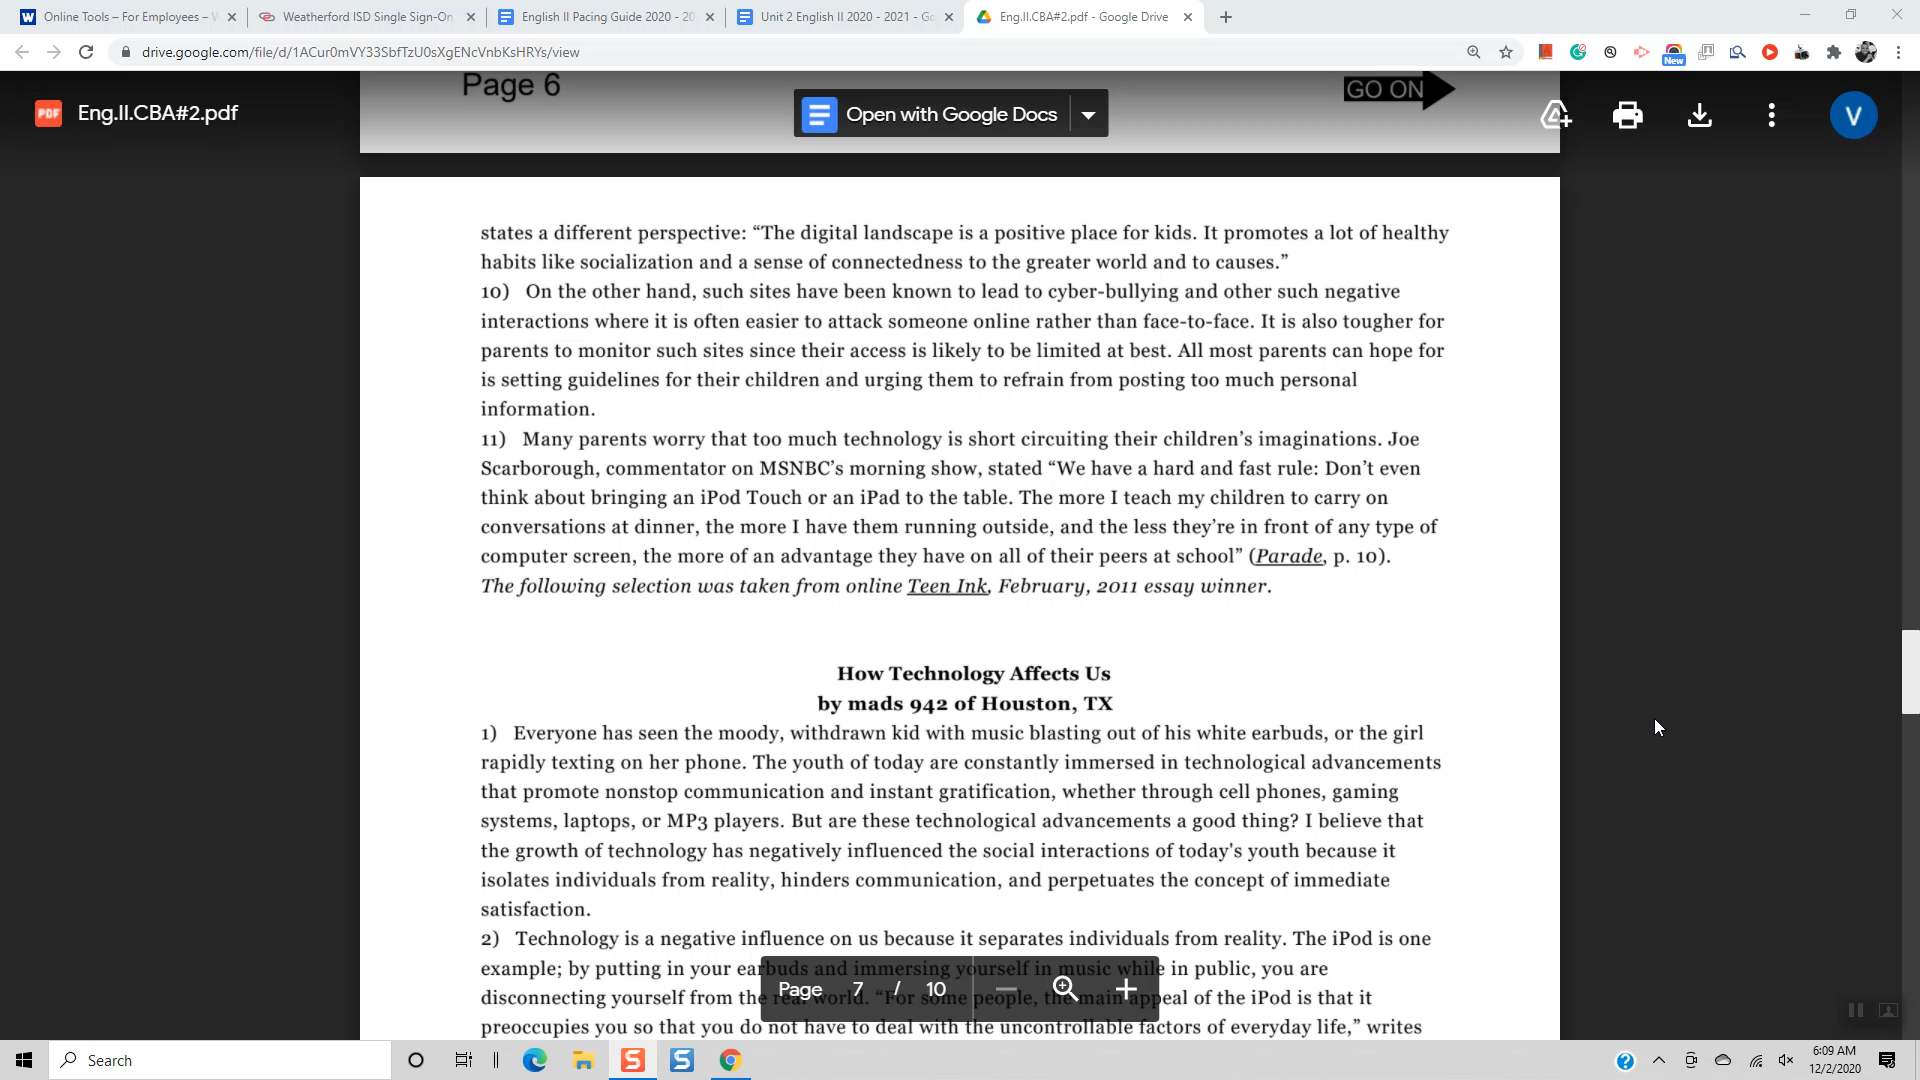 Online Tools – For Employees – W
Weatherford ISD Single Sign-On
English II Pacing Guide 2020 - 20
Unit 2 English II 2020 - 2021 - Go
Eng.II.CBA#2.pdf - Google Drive
drive.google.com/file/d/1ACur0mVY33SbfTzU0sXgENcVnbKsHRYs/view
New
Page 6
GO ON
PDF
Eng.II.CBA#2.pdf
Open with Google Docs
V
states a different perspective: “The digital landscape is a positive place for kids. It promotes a lot of healthy
habits like socialization and a sense of connectedness to the greater world and to causes.”
10) On the other hand, such sites have been known to lead to cyber-bullying and other such negative
interactions where it is often easier to attack someone online rather than face-to-face. It is also tougher for
parents to monitor such sites since their access is likely to be limited at best. All most parents can hope for
is setting guidelines for their children and urging them to refrain from posting too much personal
information.
11) Many parents worry that too much technology is short circuiting their children’s imaginations. Joe
Scarborough, commentator on MSNBC’s morning show, stated “We have a hard and fast rule: Don’t even
think about bringing an iPod Touch or an iPad to the table. The more I teach my children to carry on
conversations at dinner, the more I have them running outside, and the less they’re in front of any type of
computer screen, the more of an advantage they have on all of their peers at school” (Parade, p. 10).
The following selection was taken from online Teen Ink, February, 2011 essay winner.
How Technology Affects Us
by mads 942 of Houston, TX
1) Everyone has seen the moody, withdrawn kid with music blasting out of his white earbuds, or the girl
rapidly texting on her phone. The youth of today are constantly immersed in technological advancements
that promote nonstop communication and instant gratification, whether through cell phones, gaming
systems, laptops, or MP3 players. But are these technological advancements a good thing? I believe that
the growth of technology has negatively influenced the social interactions of today's youth because it
isolates individuals from reality, hinders communication, and perpetuates the concept of immediate
satisfaction.
2) Technology is a negative influence on us because it separates individuals from reality. The iPod is one
example; by putting in your earbuds and immersing yourself in music while in public, you are
disconnecting yourself from the real world. “For some people, the main appeal of the iPod is that it
preoccupies you so that you do not have to deal with the uncontrollable factors of everyday life,” writes
Page 7 / 10
Search
6:09 AM
12/2/2020